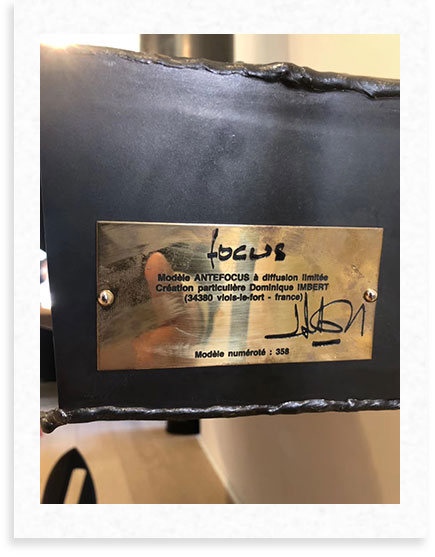 focus
Modèle ANTEFOCUS à diffusion limitée
Création particulière Dominique IMBERT
(34380 viols-le-fort - france)
Modèle numéroté : 358